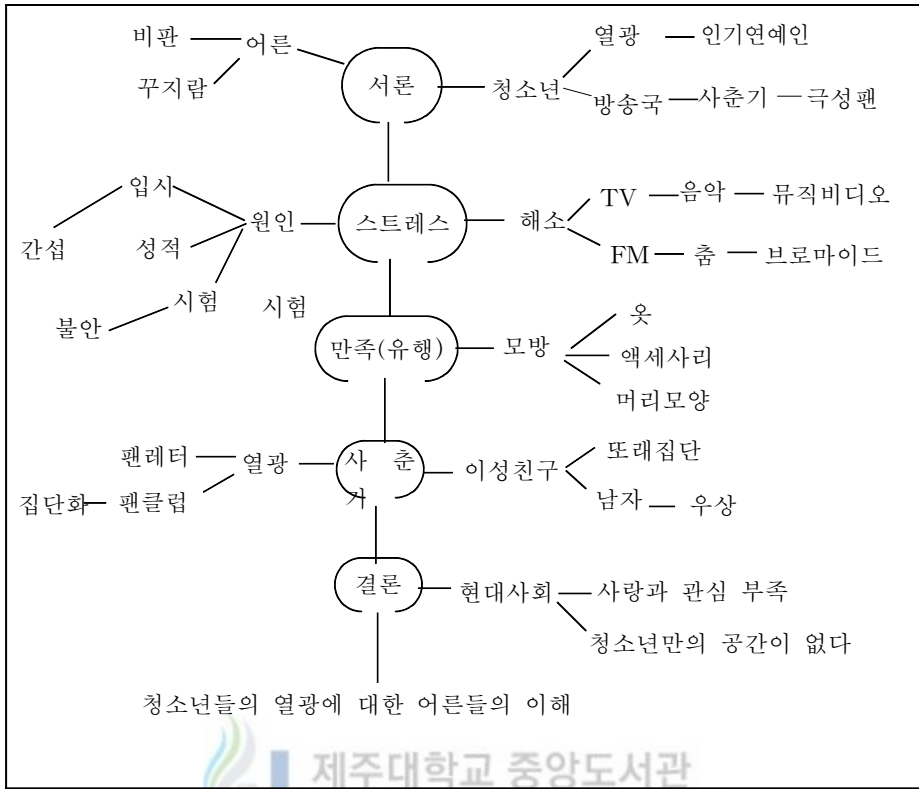 비판 어른 열광 인기연예인
꾸지람 서론 청소년 방송국 사춘기 극성팬
입시 TV 음악 뮤직비디오
간섭 성적 원인 스트레스 해소
불안 시험 시험 FM 춤 브로마이드
만족(유행) 모방 옷
액세사리
머리모양
팬레터 열광 사 춘 이성친구 또래집단
집단화 팬클럽 기 남자 우상
결론 현대사회 사랑과 관심 부족
청소년만의 공간이 없다
청소년들의 열광에 대한 어른들의 이해
제주대학교 중앙도서관